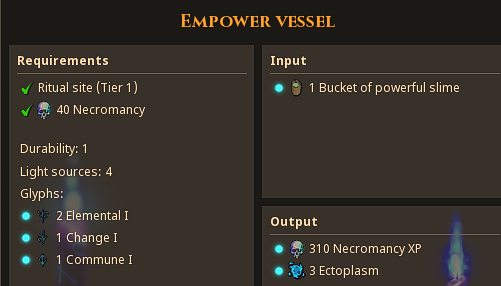 Empower vessel
Requirements
Ritual site (Tier 1)
40 Necromancy
Durability: 1
Light sources: 4
Glyphs:
2 Elemental I
1 Change I
1 Commune I
Input
1 Bucket of powerful slime
Output
310 Necromancy XP
3 Ectoplasm